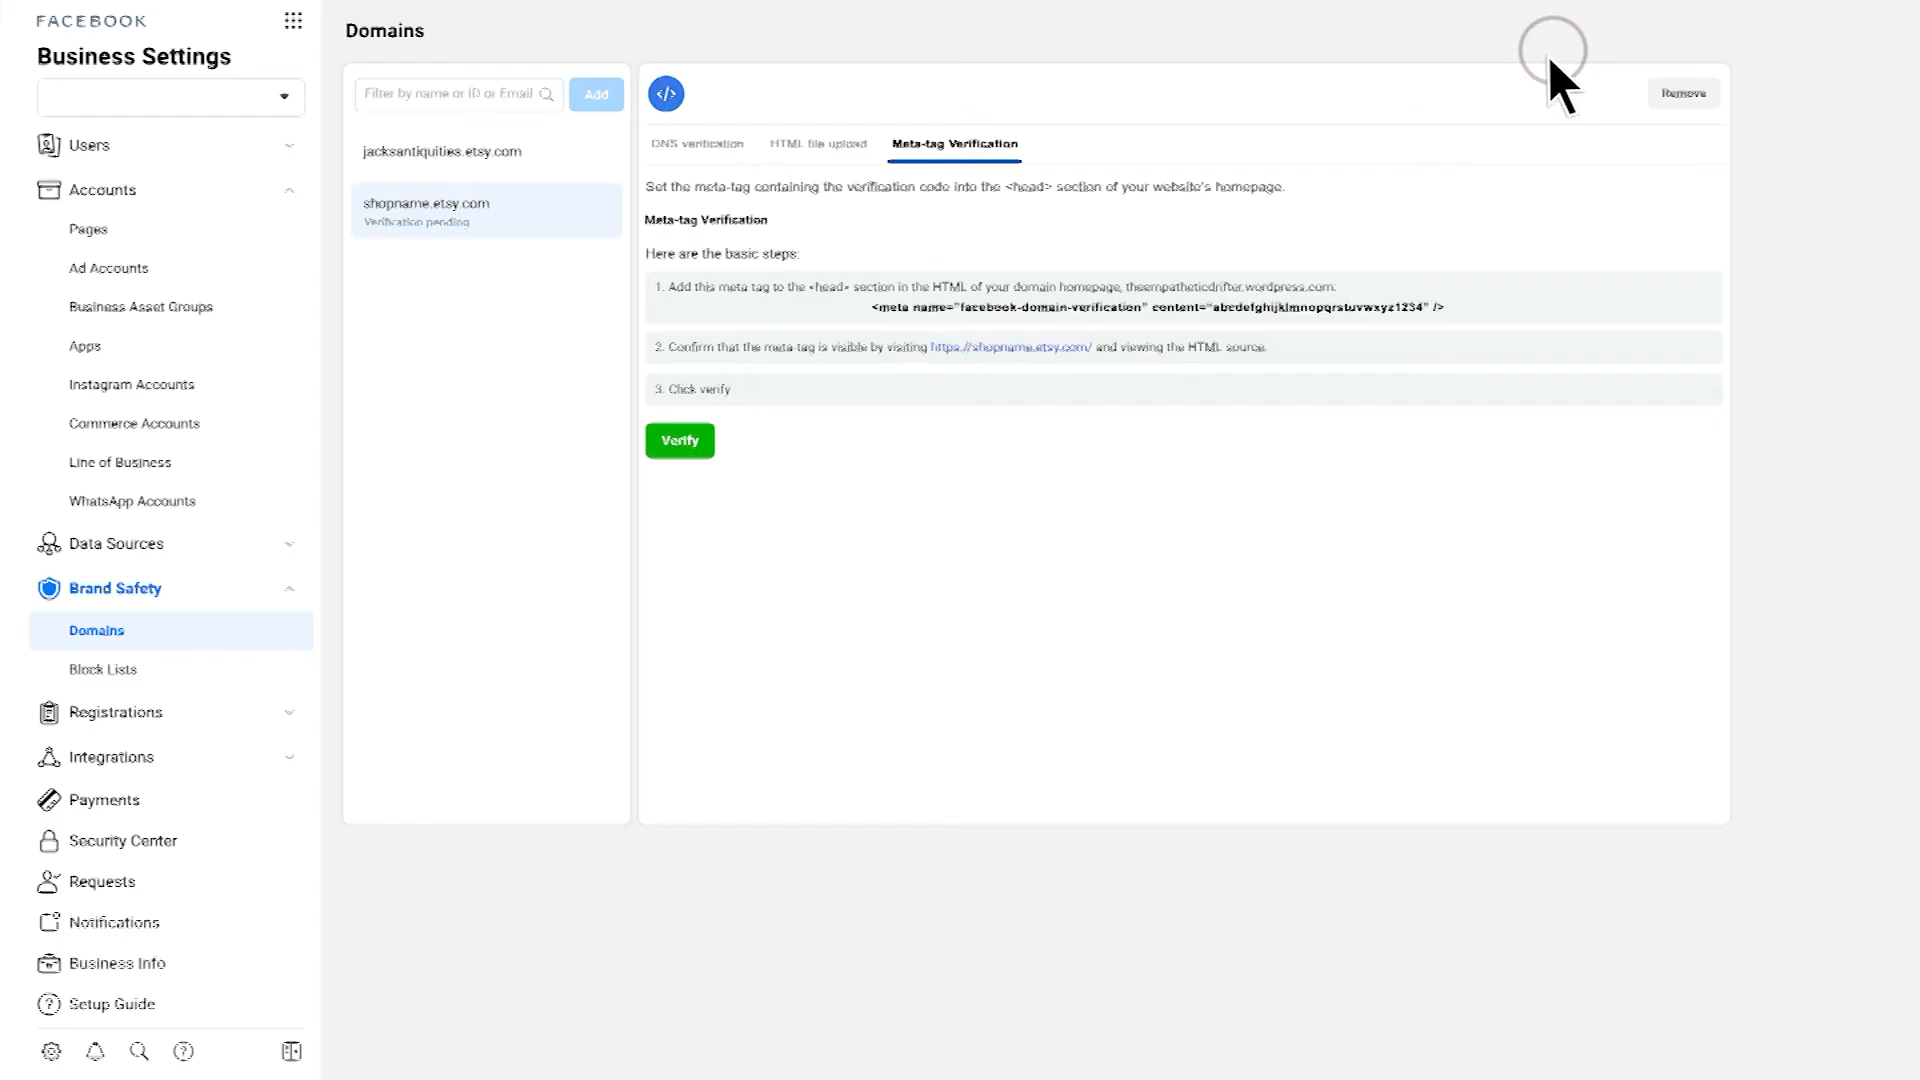 FACEBOOK
Business Settings
Users
Accounts
Pages
Ad Accounts
Business Asset Groups
Apps
Instagram Accounts
Commerce Accounts
Line of Business
WhatsApp Accounts
Data Sources
Brand Safety
Domains
Block Lists
Registrations
Integrations
Payments
Security Center
Requests
Notifications
Business Info
Setup Guide
Domains
Filter by name or ID or Email
Add
jacksantiquities.etsy.com
shopname.etsy.com
Verification pending
</>
Remove
DNS verification HTML file upload Meta-tag Verification
Set the meta-tag containing the verification code into the <head> section of your website's homepage.
Meta-tag Verification
Here are the basic steps:
1. Add this meta tag to the <head> section in the HTML of your domain homepage, theempatheticdrifter.wordpress.com.
<meta name="facebook-domain-verification" content="abcdefghijklmnopqrstuvwxyz1234" />
2. Confirm that the meta-tag is visible by visiting https://shopname.etsy.com/ and viewing the HTML source.
3. Click verify
Verify